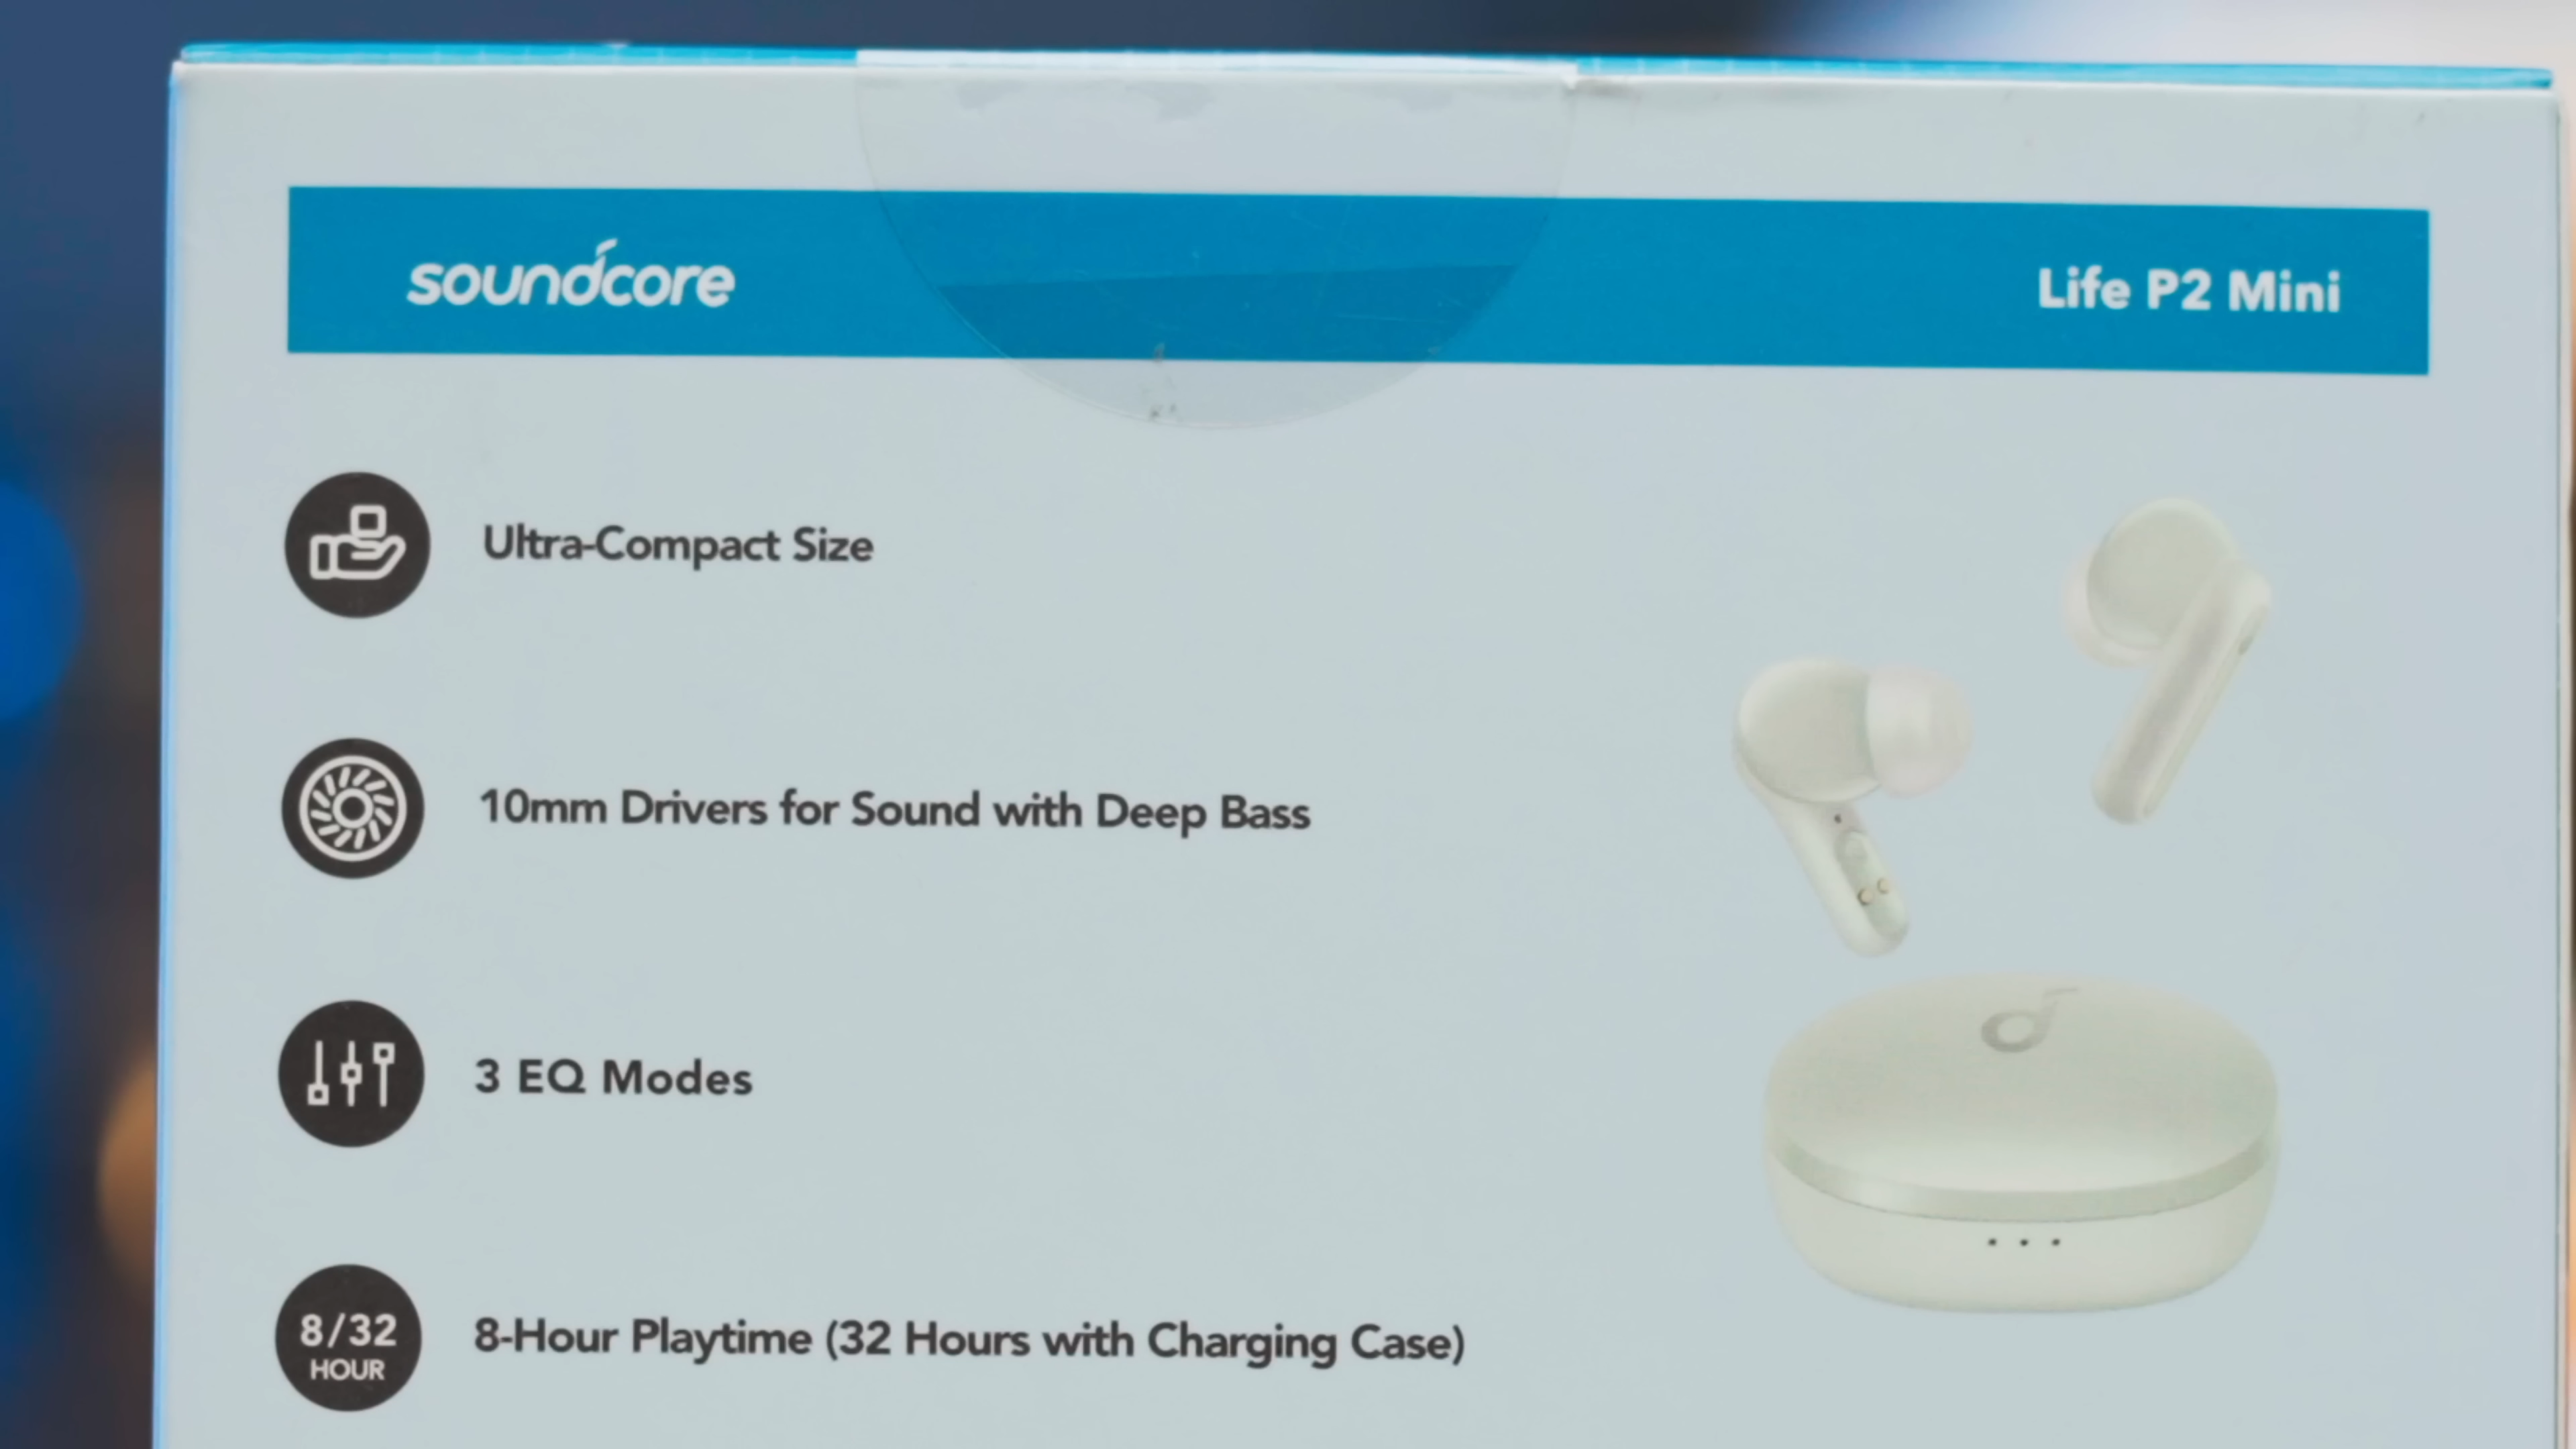 soundcore
Life P2 Mini
Ultra-Compact Size
10mm Drivers for Sound with Deep Bass
3 EQ Modes
8/32
HOUR
8-Hour Playtime (32 Hours with Charging Case)